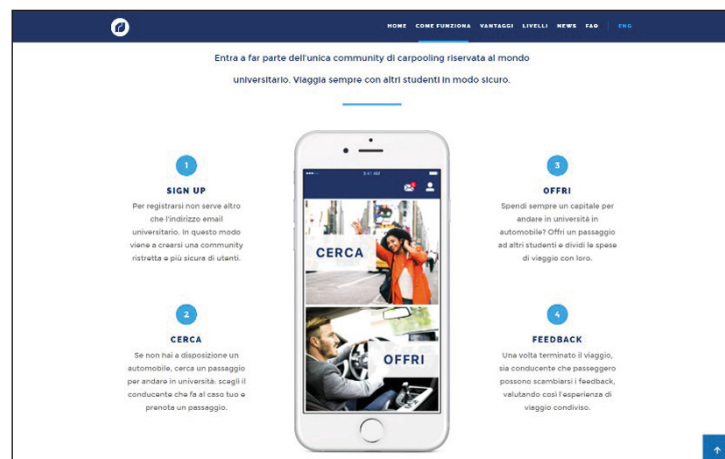 HOME COME FUNZIONA VANTAGGI LIVELLI NEWS FAQ ENG
Entra a far parte dell'unica community di carpooling riservata al mondo
universitario. Viaggia sempre con altri studenti in modo sicuro.
1
SIGN UP
Per registrarsi non serve altro
che l'indirizzo email
universitario. In questo modo
viene a crearsi una community
ristretta e più sicura di utenti.
2
CERCA
Se non hai a disposizione un
automobile, cerca un passaggio
per andare in università: scegli il
conducente che fa al caso tuo e
prenota un passaggio.
9:41 AM
CERCA
OFFRI
3
OFFRI
Spendi sempre un capitale per
andare in università in
automobile? Offri un passaggio
ad altri studenti e dividi le spese
di viaggio con loro.
4
FEEDBACK
Una volta terminato il viaggio,
sia conducente che passeggero
possono scambiarsi i feedback,
valutando così l'esperienza di
viaggio condiviso.